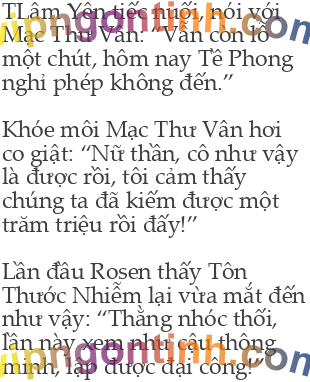 TLâm Yên tiếc nuối, nói với
Mạc Thư Vân: “Vẫn còn lỗ
một chút, hôm nay Tề Phong
nghỉ phép không đến.”
Khóe môi Mạc Thư Vân hơi
co giật: “Nữ thần, cô như vậy
là được rồi, tôi cảm thấy
chúng ta đã kiếm được một
trăm triệu rồi đấy!”
Lần đầu Rosen thấy Tôn
Thước Nhiễm lại vừa mắt đến
như vậy: “Thằng nhóc thối,
lần này xem như cậu thông
minh, lập được đại công!
vipngontinh.com
vipngontinh.com